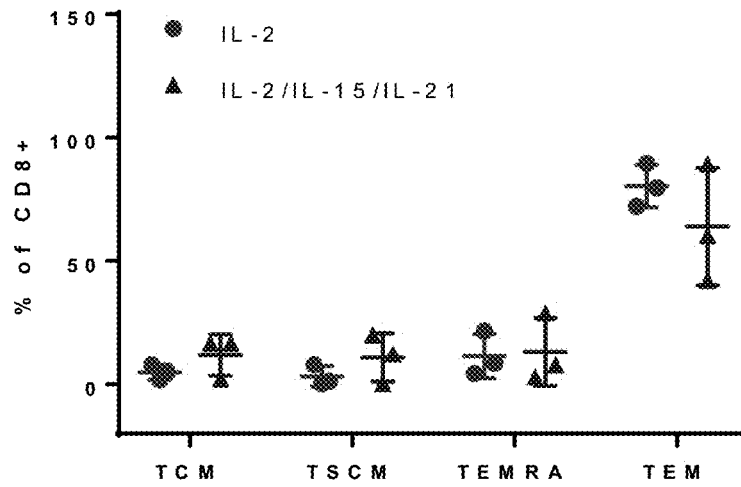 150
IL-2
IL-2/IL-15/IL-21
100
% of CD8+
50
0
TCM TSCM TEMRA TEM